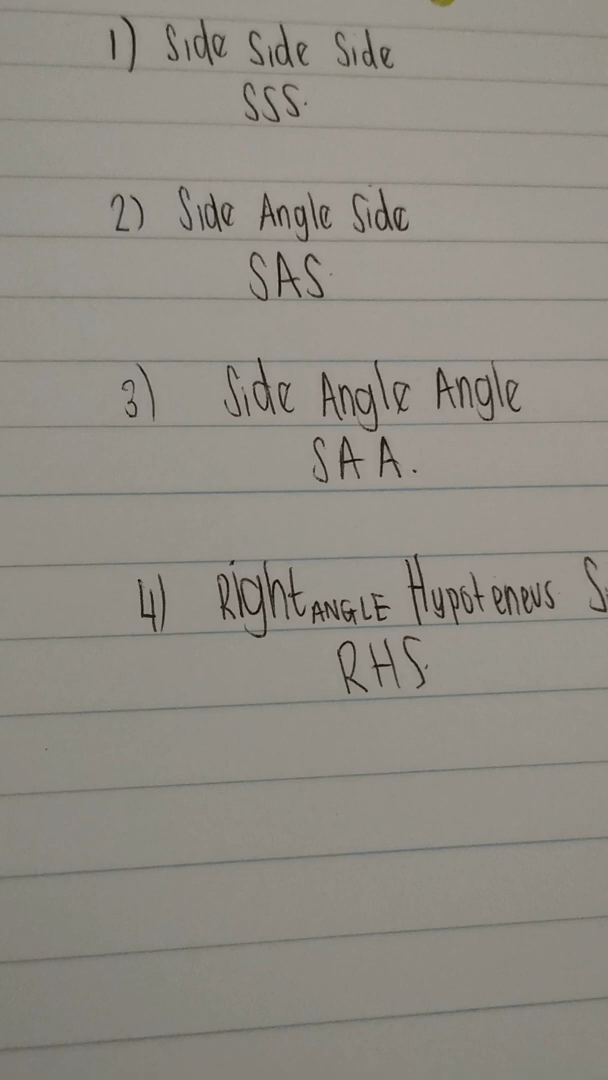 1) Side Side Side
SSS.
2) Side Angle Side
SAS.
3) Side Angle Angle
SAA.
4) Right ANGLE Hypotenevs S
RHS.